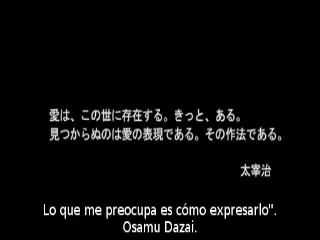 愛は、この世に存在する。きっと、ある。
見つからぬのは愛の表現である。その作法である。
太宰治
Lo que me preocupa es cómo expresarlo".
Osamu Dazai.